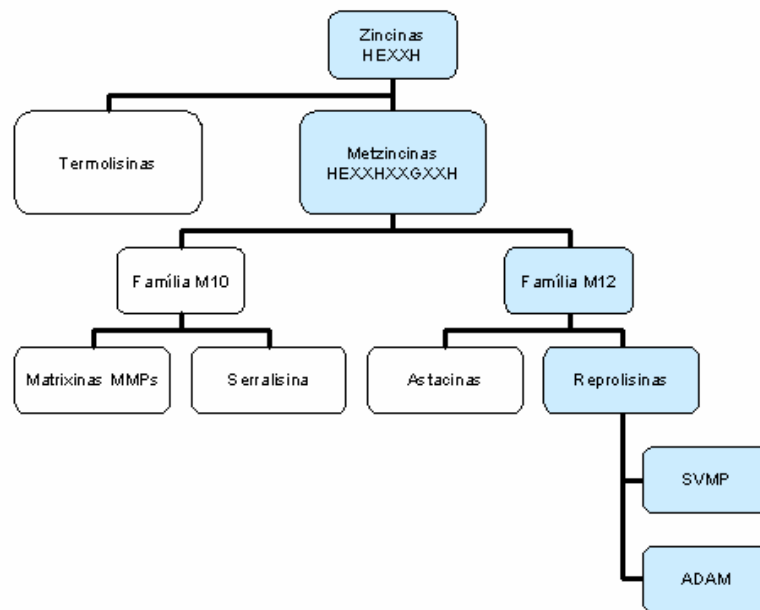 Zincinas
HEXXH
Termolisinas
Metzincinas
HEXXHXXGXXH
Família M10
Família M12
Matrixinas MMPs
Serralisina
Astacinas
Reprolisinas
SVMP
ADAM